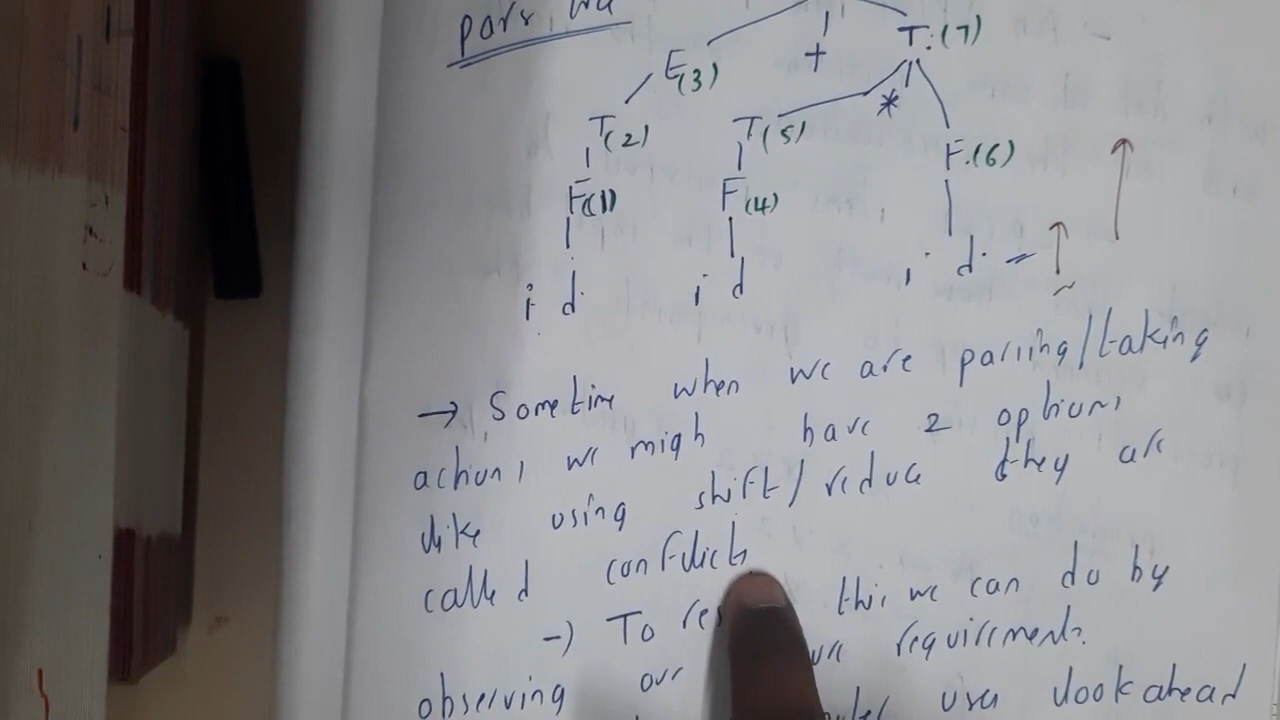 + T.(7)
E(3)
*
T(2) T(5)
F.(6)
F(1) F(4)
id id id
→ Sometime when we are parsing/taking
actions we migh have 2 options
like using shift/reduce they are
called conflicts
→) To this we can do by
observing our requirements.
use lookahead